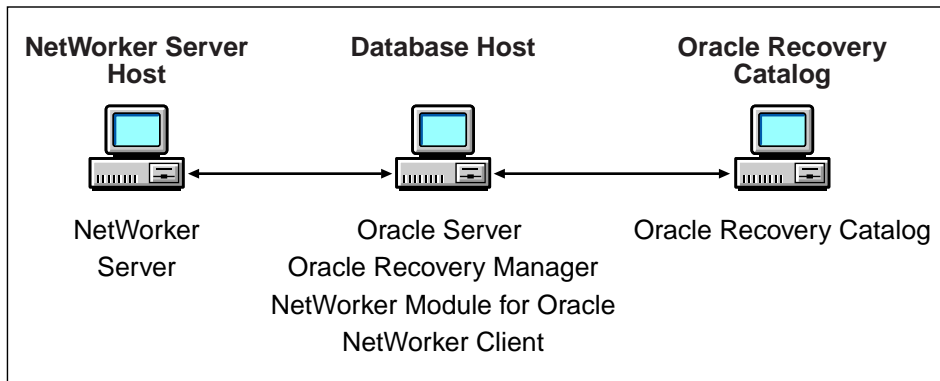 NetWorker Server
Host
Database Host
Oracle Recovery
Catalog
NetWorker
Server
Oracle Server
Oracle Recovery Manager
NetWorker Module for Oracle
NetWorker Client
Oracle Recovery Catalog